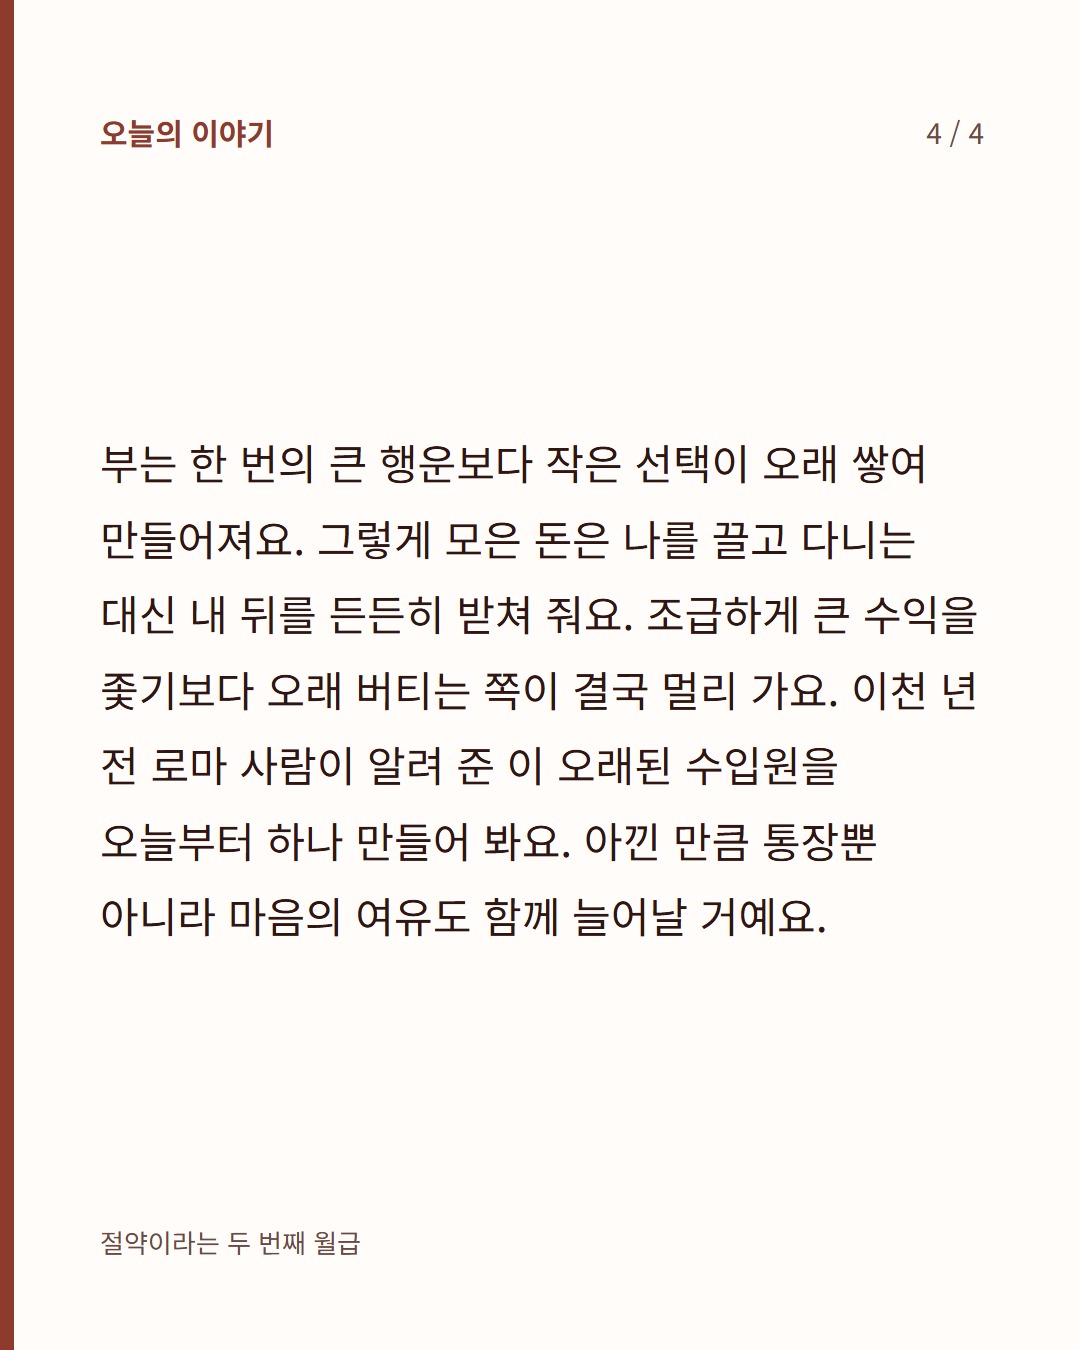 오늘의 이야기
4 / 4
부는 한 번의 큰 행운보다 작은 선택이 오래 쌓여
만들어져요. 그렇게 모은 돈은 나를 끌고 다니는
대신 내 뒤를 든든히 받쳐 줘요. 조급하게 큰 수익을
좇기보다 오래 버티는 쪽이 결국 멀리 가요. 이천 년
전 로마 사람이 알려 준 이 오래된 수입원을
오늘부터 하나 만들어 봐요. 아낀 만큼 통장뿐
아니라 마음의 여유도 함께 늘어날 거예요.
절약이라는 두 번째 월급